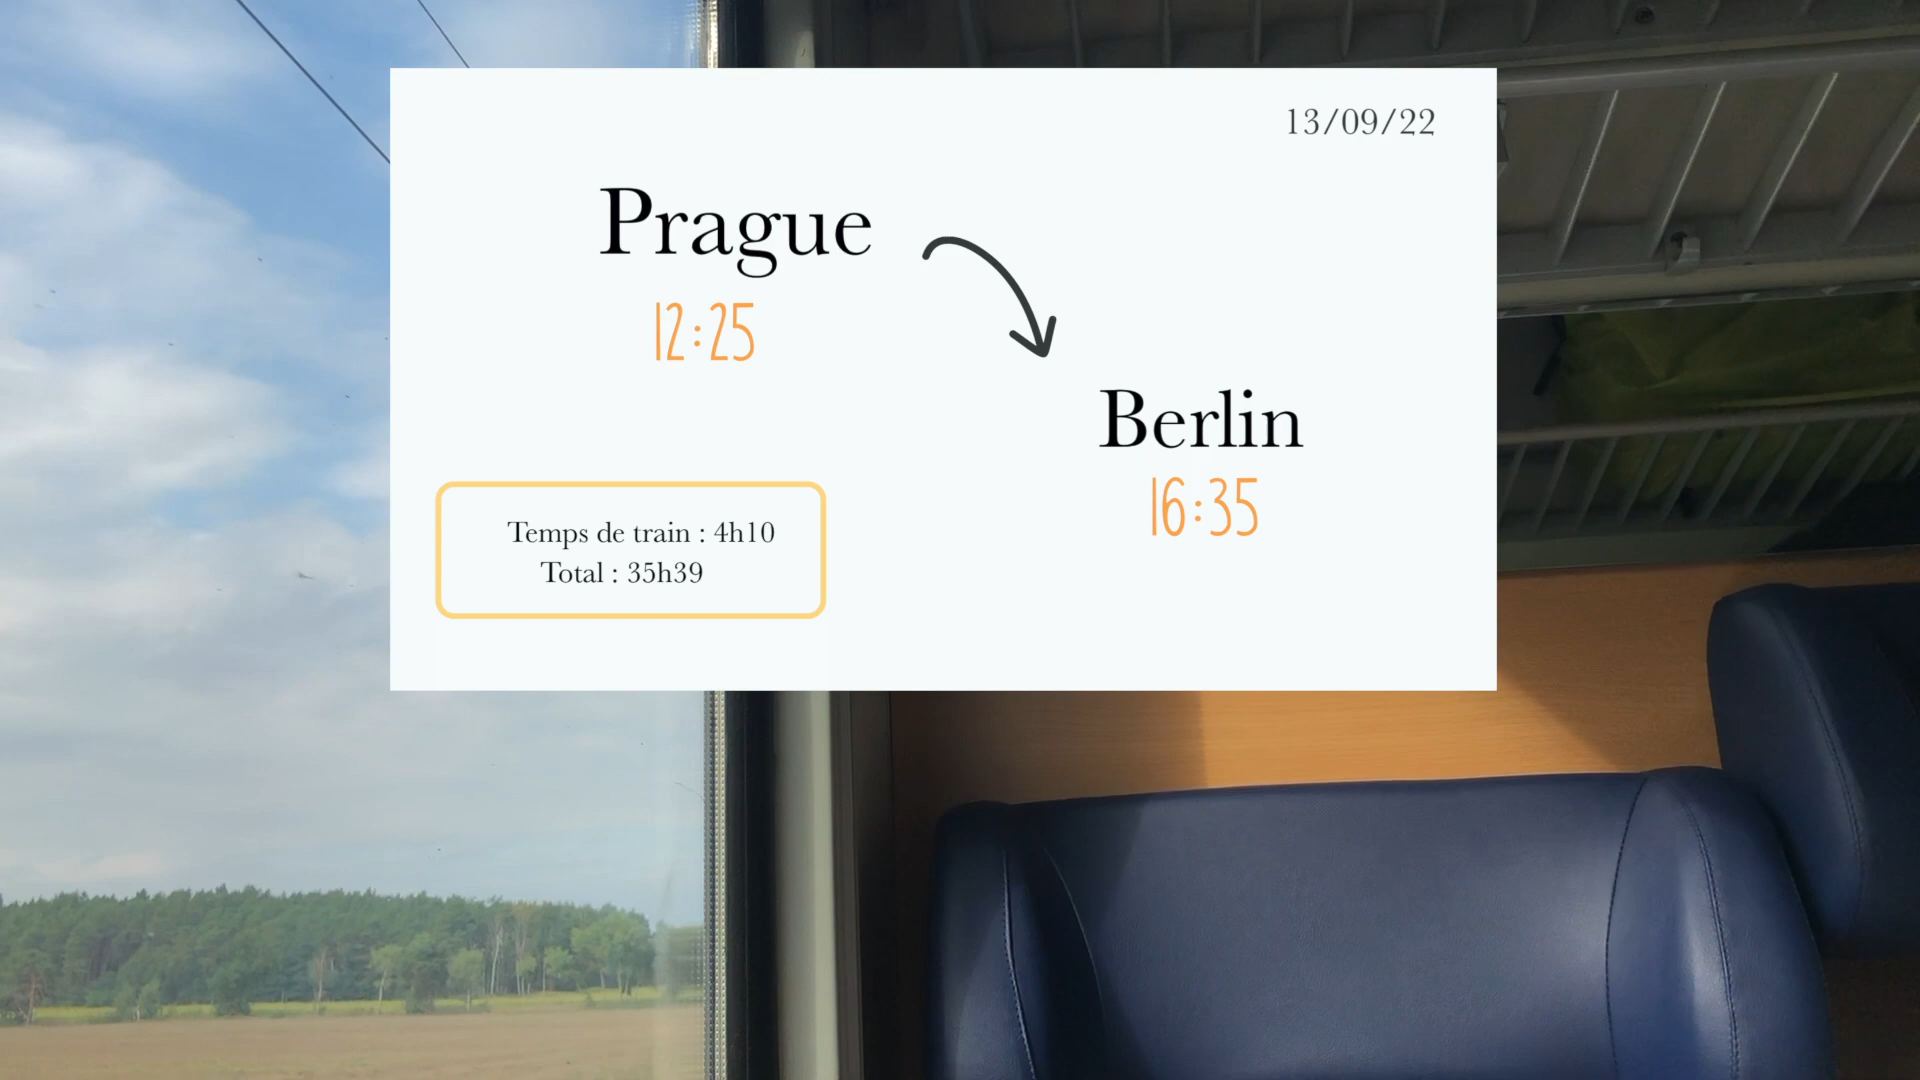 13/09/22
Prague
12:25
Berlin
16:35
Temps de train : 4h10
Total : 35h39